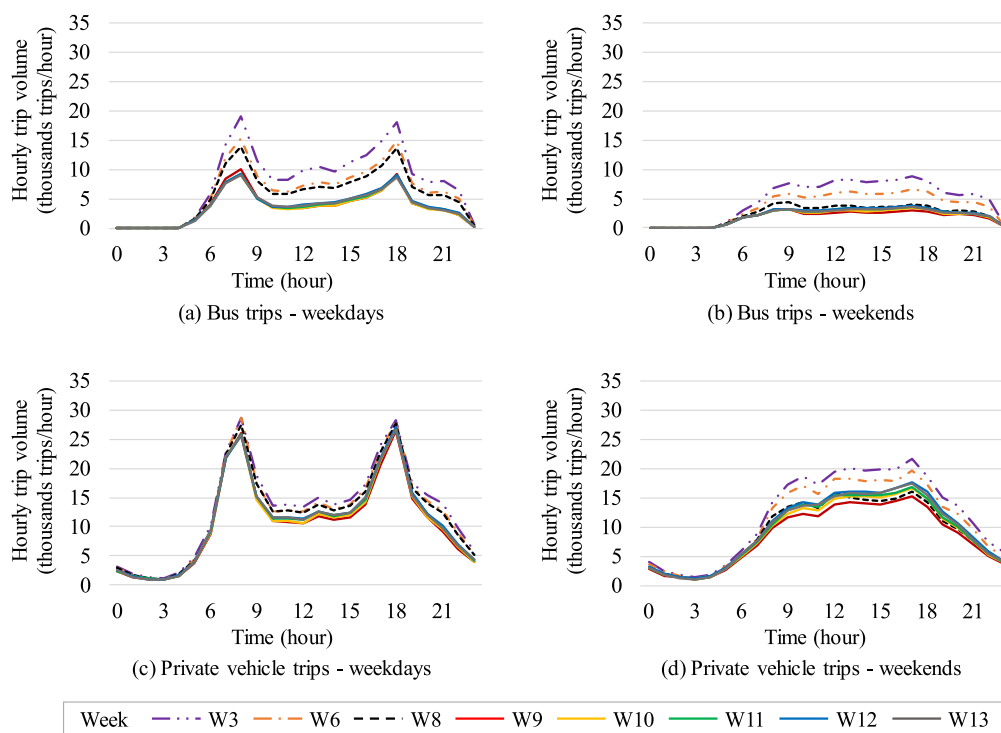 Hourly trip volume
(thousands trips/hour)
35
30
25
20
15
10
5
0
0 3 6 9 12 15 18 21
Time (hour)
(a) Bus trips - weekdays
Hourly trip volume
(thousands trips/hour)
35
30
25
20
15
10
5
0
0 3 6 9 12 15 18 21
Time (hour)
(b) Bus trips - weekends
Hourly trip volume
(thousands trips/hour)
35
30
25
20
15
10
5
0
0 3 6 9 12 15 18 21
Time (hour)
(c) Private vehicle trips - weekdays
Hourly trip volume
(thousands trips/hour)
35
30
25
20
15
10
5
0
0 3 6 9 12 15 18 21
Time (hour)
(d) Private vehicle trips - weekends
Week W3 W6 W8 W9 W10 W11 W12 W13